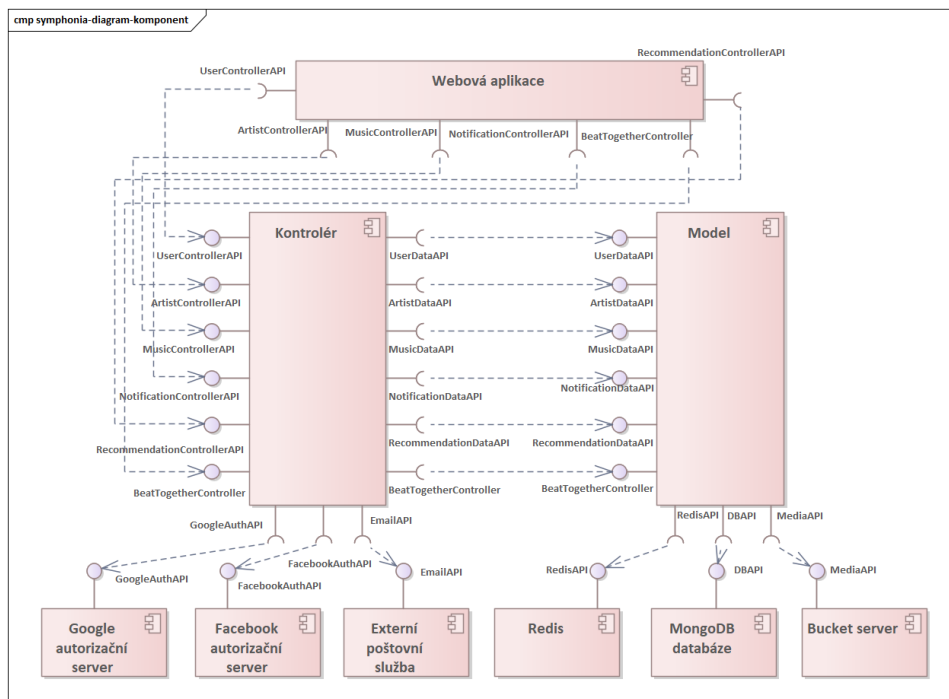 cmp symphonia-diagram-komponent
RecommendationControllerAPI
UserControllerAPI
Webová aplikace
ArtistControllerAPI
MusicControllerAPI
NotificationControllerAPI
BeatTogetherController
Kontrolér
Model
UserControllerAPI
UserDataAPI
UserDataAPI
ArtistControllerAPI
ArtistDataAPI
ArtistDataAPI
MusicControllerAPI
MusicDataAPI
MusicDataAPI
NotificationControllerAPI
NotificationDataAPI
NotificationDataAPI
RecommendationControllerAPI
RecommendationDataAPI
RecommendationDataAPI
BeatTogetherController
BeatTogetherController
BeatTogetherController
GoogleAuthAPI
EmailAPI
RedisAPI
DBAPI
MediaAPI
FacebookAuthAPI
GoogleAuthAPI
FacebookAuthAPI
EmailAPI
RedisAPI
DBAPI
MediaAPI
Google
autorizační
server
Facebook
autorizační
server
Externí
poštovní
služba
Redis
MongoDB
databáze
Bucket server